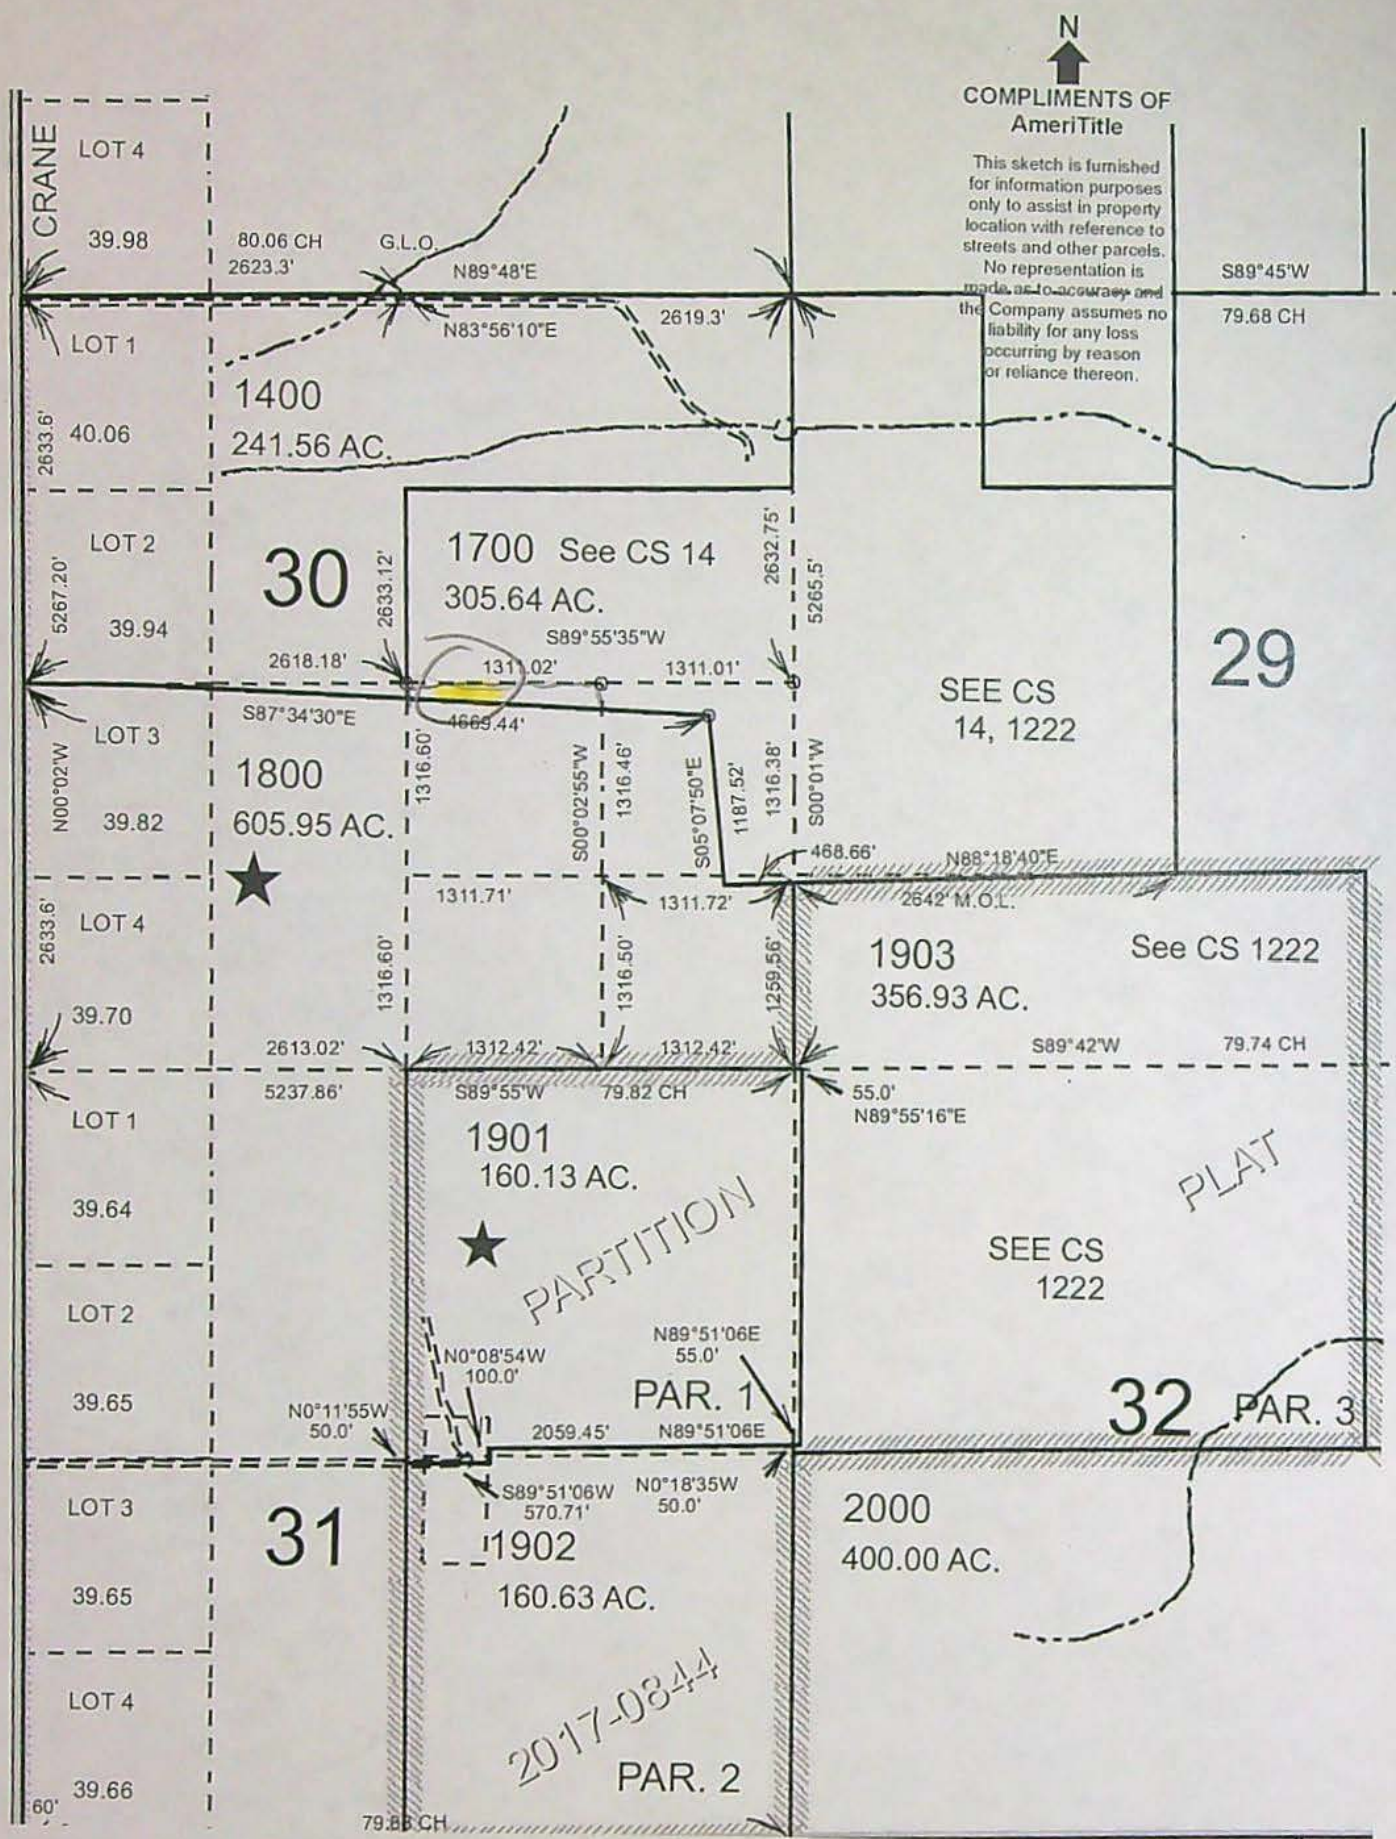 N
COMPLIMENTS OF
AmeriTitle
This sketch is furnished
for information purposes
only to assist in property
location with reference to
streets and other parcels.
No representation is
made as to accuracy and
the Company assumes no
liability for any loss
occurring by reason
or reliance thereon.
CRANE
LOT 4
39.98
80.06 CH
G.L.O.
2623.3'
N89°48'E
S89°45'W
N83°56'10"E
2619.3'
79.68 CH
LOT 1
2633.6'
40.06
1400
241.56 AC.
LOT 2
5267.20'
39.94
30
2633.12'
1700 See CS 14
305.64 AC.
2632.75'
5265.5'
S89°55'35"W
2618.18'
1311.02'
1311.01'
29
SEE CS
14, 1222
S87°34'30"E
4669.44'
LOT 3
N00°02'W
39.82
1800
605.95 AC.
1316.60'
S00°02'55"W
1316.46'
S05°07'50"E
1187.52'
1316.38'
S00°01'W
468.66'
N88°18'40"E
1311.71'
1311.72'
2642' M.O.L.
LOT 4
2633.6'
39.70
1316.60'
1316.50'
1259.56'
1903
See CS 1222
356.93 AC.
2613.02'
1312.42'
1312.42'
S89°42'W
79.74 CH
5237.86'
S89°55'W
79.82 CH
55.0'
N89°55'16"E
LOT 1
39.64
1901
160.13 AC.
PARTITION
PLAT
SEE CS
1222
LOT 2
39.65
N0°08'54W
100.0'
N89°51'06E
55.0'
PAR. 1
32
PAR. 3
N0°11'55W
50.0'
2059.45'
N89°51'06E
LOT 3
39.65
31
S89°51'06W
570.71'
N0°18'35W
50.0'
1902
160.63 AC.
2000
400.00 AC.
LOT 4
39.66
2017-0844
PAR. 2
60'
CH